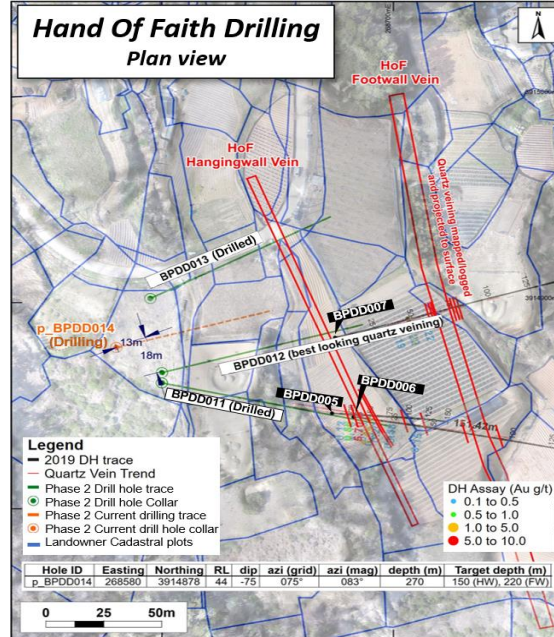 Hand Of Faith Drilling
Plan view
N
HoF
Footwall Vein
HoF
Hangingwall Vein
Quartz veining mapped/logged
and projected to surface
BPDD013 (Drilled)
p_BPDD014
(Drilling)
13m
18m
BPDD007
BPDD012 (best looking quartz veining)
BPDD006
BPDD005
BPDD011 (Drilled)
151.42m
100
125
125
Legend
2019 DH trace
Quartz Vein Trend
Phase 2 Drill hole trace
Phase 2 Drill hole Collar
Phase 2 Current drilling trace
Phase 2 Current drill hole collar
Landowner Cadastral plots
DH Assay (Au g/t)
0.1 to 0.5
0.5 to 1.0
1.0 to 5.0
5.0 to 10.0
Hole ID Easting Northing RL dip azi (grid) azi (mag) depth (m) Target depth (m)
p_BPDD014 268580 3914878 44 -75 075° 083° 270 150 (HW), 220 (FW)
0 25 50m